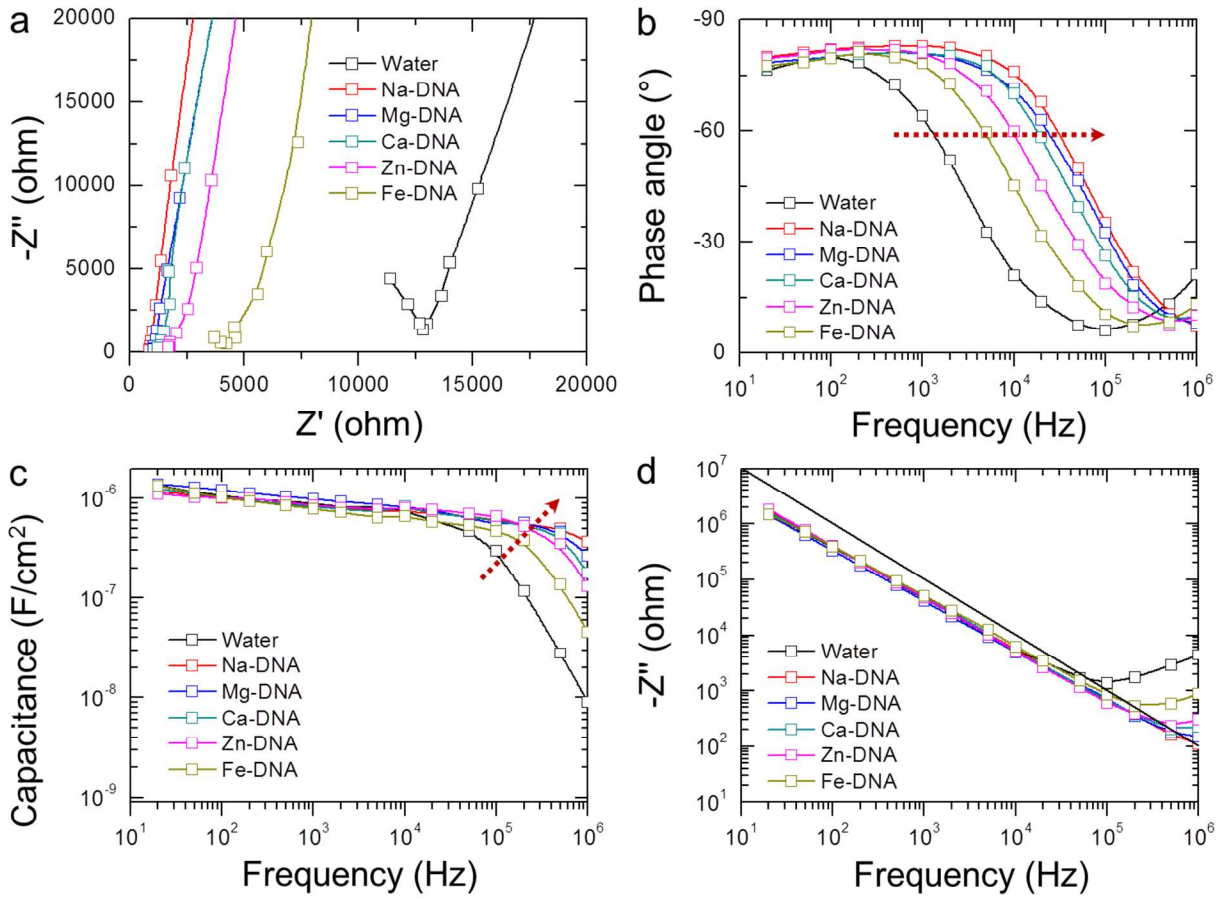 a
-Z'' (ohm)
20000
15000
10000
5000
0
0
5000
10000
15000
20000
Z' (ohm)
Water
Na-DNA
Mg-DNA
Ca-DNA
Zn-DNA
Fe-DNA
b
Phase angle (°)
-90
-60
-30
0
10¹
10²
10³
10⁴
10⁵
10⁶
Frequency (Hz)
Water
Na-DNA
Mg-DNA
Ca-DNA
Zn-DNA
Fe-DNA
c
Capacitance (F/cm²)
10⁻⁶
10⁻⁷
10⁻⁸
10⁻⁹
10¹
10²
10³
10⁴
10⁵
10⁶
Frequency (Hz)
Water
Na-DNA
Mg-DNA
Ca-DNA
Zn-DNA
Fe-DNA
d
-Z'' (ohm)
10⁷
10⁶
10⁵
10⁴
10³
10²
10¹
10¹
10²
10³
10⁴
10⁵
10⁶
Frequency (Hz)
Water
Na-DNA
Mg-DNA
Ca-DNA
Zn-DNA
Fe-DNA